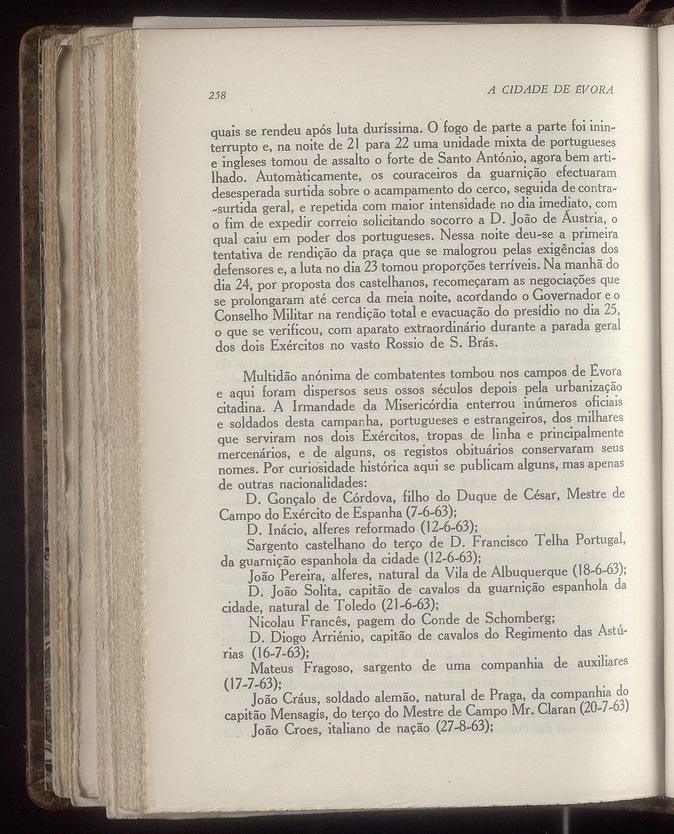 258
A CIDADE DE ÉVORA
quais se rendeu após luta duríssima. O fogo de parte a parte foi inin-
terrupto e, na noite de 21 para 22 uma unidade mixta de portugueses
e ingleses tomou de assalto o forte de Santo António, agora bem arti-
lhado. Automàticamente, os couraceiros da guarnição efectuaram
desesperada surtida sobre o acampamento do cerco, seguida de contra-
-surtida geral, e repetida com maior intensidade no dia imediato, com
o fim de expedir correio solicitando socorro a D. João de Áustria, o
qual caiu em poder dos portugueses. Nessa noite deu-se a primeira
tentativa de rendição da praça que se malogrou pelas exigências dos
defensores e, a luta no dia 23 tomou proporções terríveis. Na manhã do
dia 24, por proposta dos castelhanos, recomeçaram as negociações que
se prolongaram até cerca da meia noite, acordando o Governador e o
Conselho Militar na rendição total e evacuação do presídio no dia 25,
o que se verificou, com aparato extraordinário durante a parada geral
dos dois Exércitos no vasto Rossio de S. Brás.
Multidão anónima de combatentes tombou nos campos de Évora
e aqui foram dispersos seus ossos séculos depois pela urbanização
citadina. A Irmandade da Misericórdia enterrou inúmeros oficiais
e soldados desta campanha, portugueses e estrangeiros, dos milhares
que serviram nos dois Exércitos, tropas de linha e principalmente
mercenários, e de alguns, os registos obituários conservaram seus
nomes. Por curiosidade histórica aqui se publicam alguns, mas apenas
de outras nacionalidades:
D. Gonçalo de Córdova, filho do Duque de César, Mestre de
Campo do Exército de Espanha (7-6-63);
D. Inácio, alferes reformado (12-6-63);
Sargento castelhano do terço de D. Francisco Telha Portugal,
da guarnição espanhola da cidade (12-6-63);
João Pereira, alferes, natural da Vila de Albuquerque (18-6-63);
D. João Solita, capitão de cavalos da guarnição espanhola da
cidade, natural de Toledo (21-6-63);
Nicolau Francês, pagem do Conde de Schomberg;
D. Diogo Arriénio, capitão de cavalos do Regimento das Astú-
rias (16-7-63);
Mateus Fragoso, sargento de uma companhia de auxiliares
(17-7-63);
João Cráus, soldado alemão, natural de Praga, da companhia do
capitão Mensagís, do terço do Mestre de Campo Mr. Claran (20-7-63)
João Croes, italiano de nação (27-8-63);